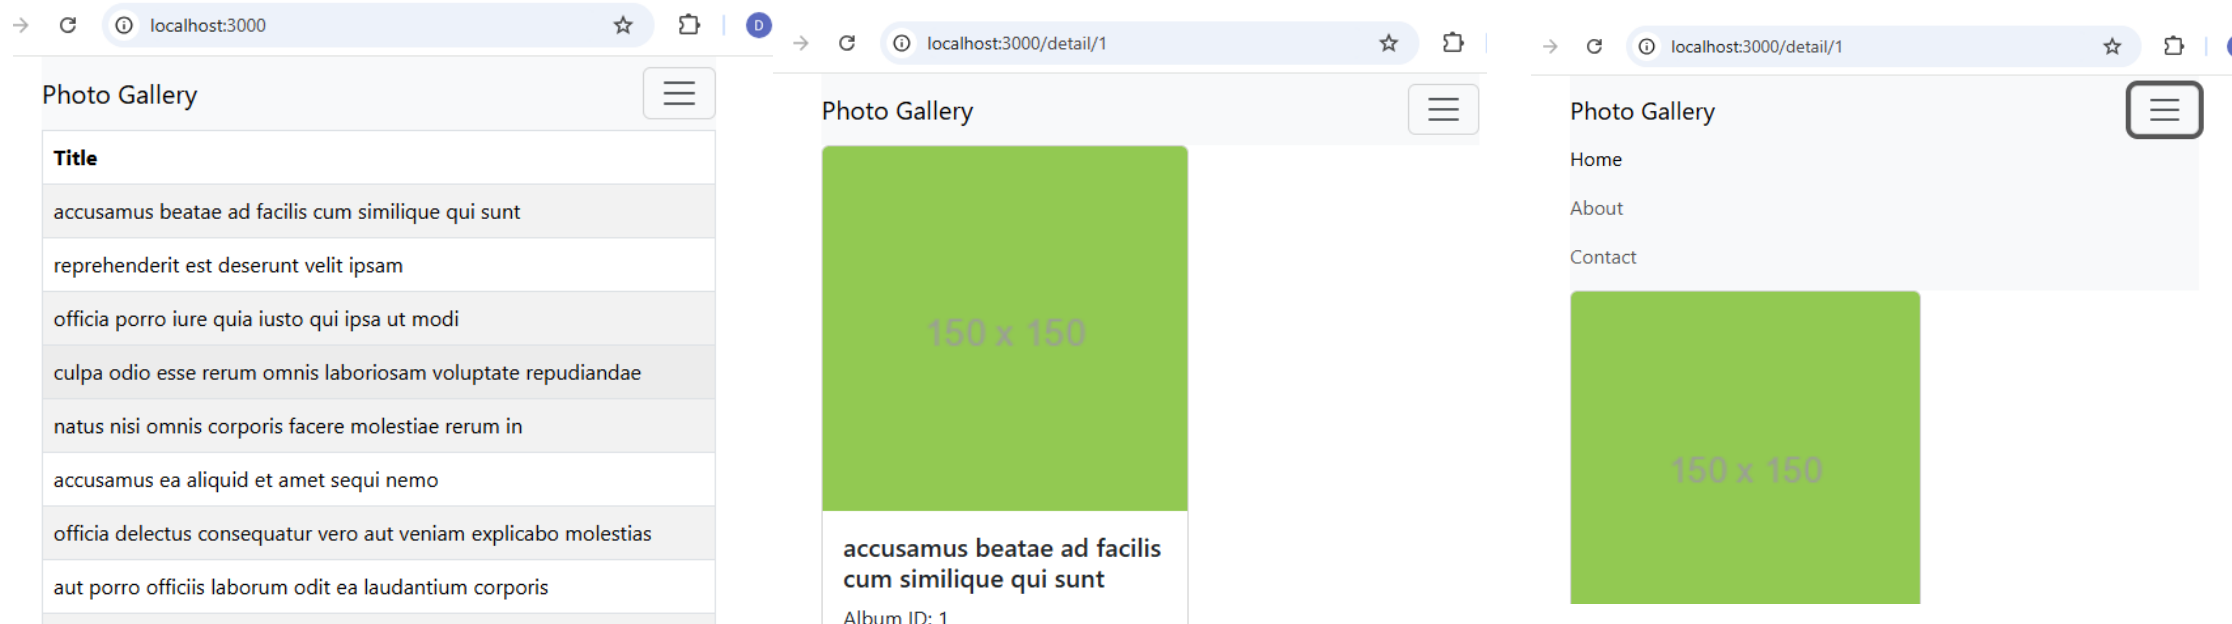 localhost:3000
D
Photo Gallery
Title
accusamus beatae ad facilis cum similique qui sunt
reprehenderit est deserunt velit ipsam
officia porro iure quia iusto qui ipsa ut modi
culpa odio esse rerum omnis laboriosam voluptate repudiandae
natus nisi omnis corporis facere molestiae rerum in
accusamus ea aliquid et amet sequi nemo
officia delectus consequatur vero aut veniam explicabo molestias
aut porro officiis laborum odit ea laudantium corporis
localhost:3000/detail/1
Photo Gallery
150 x 150
accusamus beatae ad facilis
cum similique qui sunt
Album ID: 1
localhost:3000/detail/1
Photo Gallery
Home
About
Contact
150 x 150